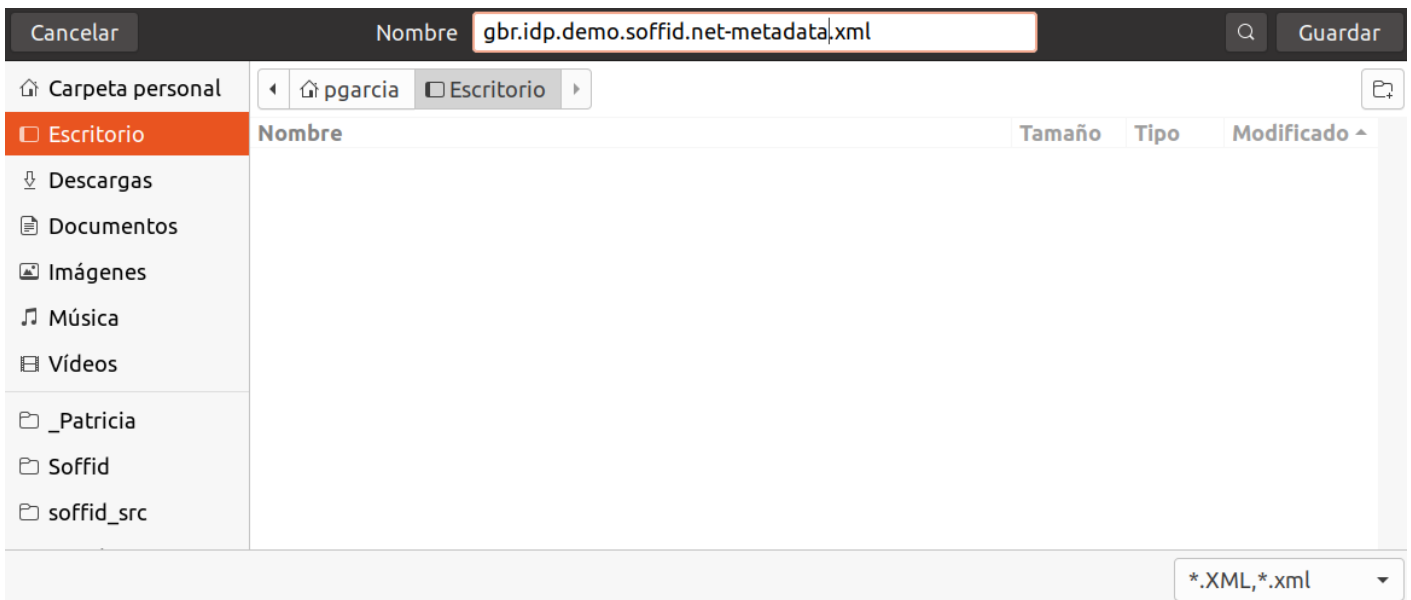 Cancelar Nombre gbr.idp.demo.soffid.net-metadata.xml Guardar
Carpeta personal pgarcia Escritorio
Escritorio Nombre Tamaño Tipo Modificado
Descargas
Documentos
Imágenes
Música
Vídeos
_Patricia
Soffid
soffid_src
*.XML,*.xml